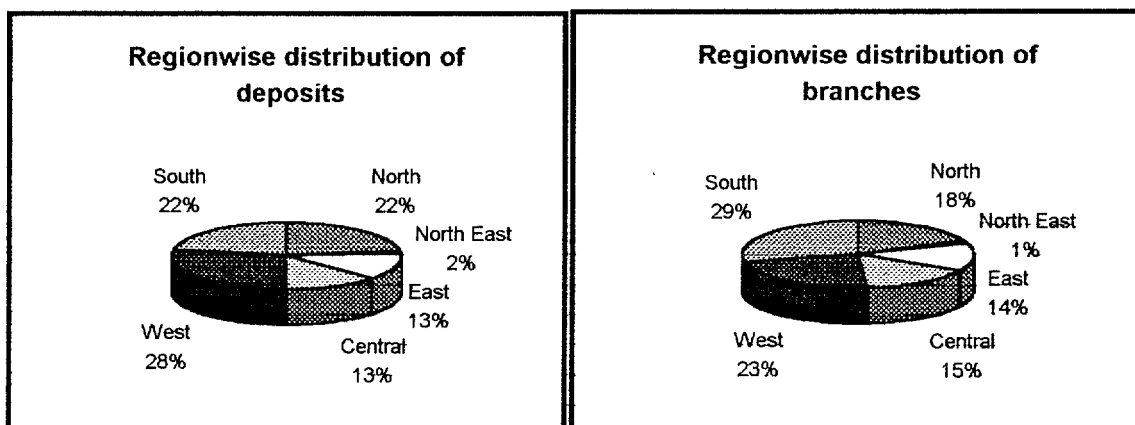 Regionwise distribution of
deposits
South
22%
North
22%
North East
2%
East
13%
Central
13%
West
28%
Regionwise distribution of
branches
South
29%
North
18%
North East
1%
East
14%
Central
15%
West
23%